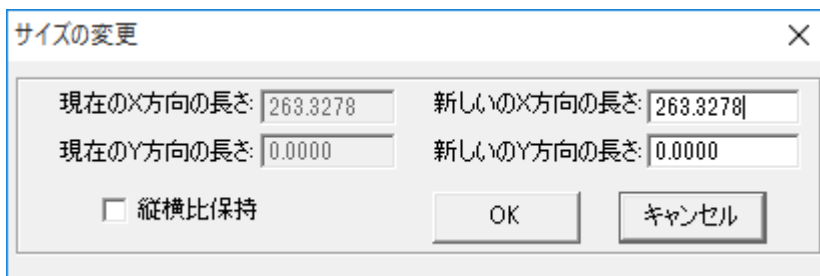 サイズの変更
現在のX方向の長さ: 263.3278 新しいのX方向の長さ: 263.3278
現在のY方向の長さ: 0.0000 新しいのY方向の長さ: 0.0000
縦横比保持 OK キャンセル